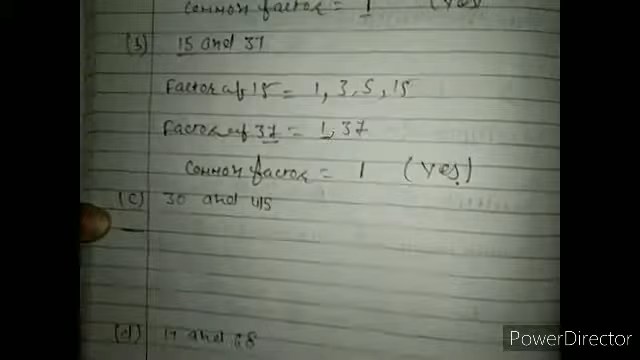 Common factor = 1 (Yes)
(b) 15 and 37
Factor of 15 = 1, 3, 5, 15
Factor of 37 = 1, 37
Common factor = 1 (Yes)
(c) 30 and 415
(d) 17 and 68
PowerDirector